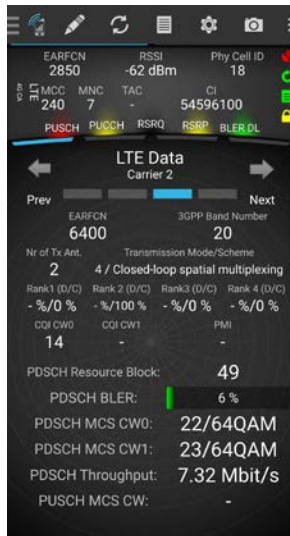 EARFCN RSSI Phy Cell ID
2850 -62 dBm 18
4G CA LTE MCC MNC TAC CI
240 7 - 54596100
PUSCH PUCCH RSRQ RSRP BLER DL
LTE Data
Carrier 2
Prev Next
EARFCN 3GPP Band Number
6400 20
Nr of Tx Ant. Transmission Mode/Scheme
2 4 / Closed-loop spatial multiplexing
Rank1 (D/C) Rank 2 (D/C) Rank3 (D/C) Rank 4 (D/C)
- %/0 % - %/100 % - %/0 % - %/0 %
CQI CW0 CQI CW1 PMI
14 - -
PDSCH Resource Block: 49
PDSCH BLER: 6 %
PDSCH MCS CW0: 22/64QAM
PDSCH MCS CW1: 23/64QAM
PDSCH Throughput: 7.32 Mbit/s
PUSCH MCS CW: -